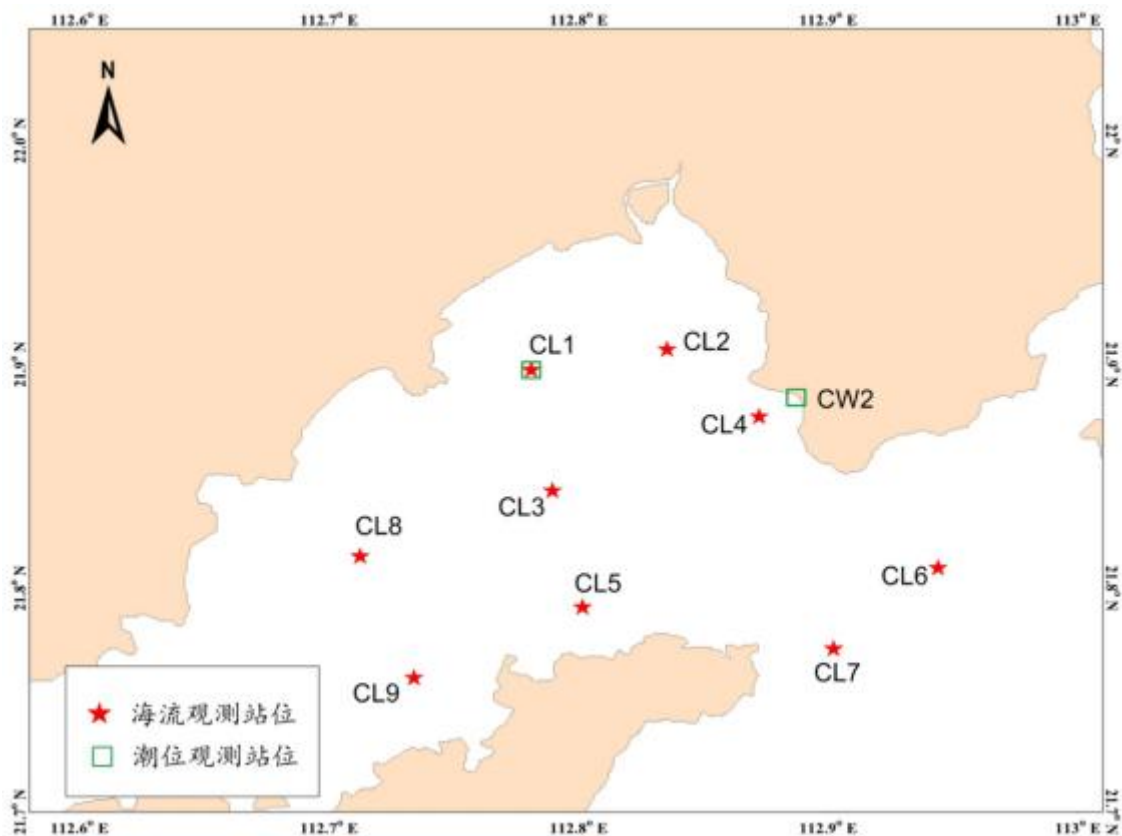 112.6° E 112.7° E 112.8° E 112.9° E 113° E
N
22.0° N 22° N
CL1
CL2
21.9° N 21.9° N
CW2
CL4
CL3
CL8
CL5
CL6
21.8° N 21.8° N
CL7
CL9
海流观测站位
潮位观测站位
21.7° N 21.7° N
112.6° E 112.7° E 112.8° E 112.9° E 113° E